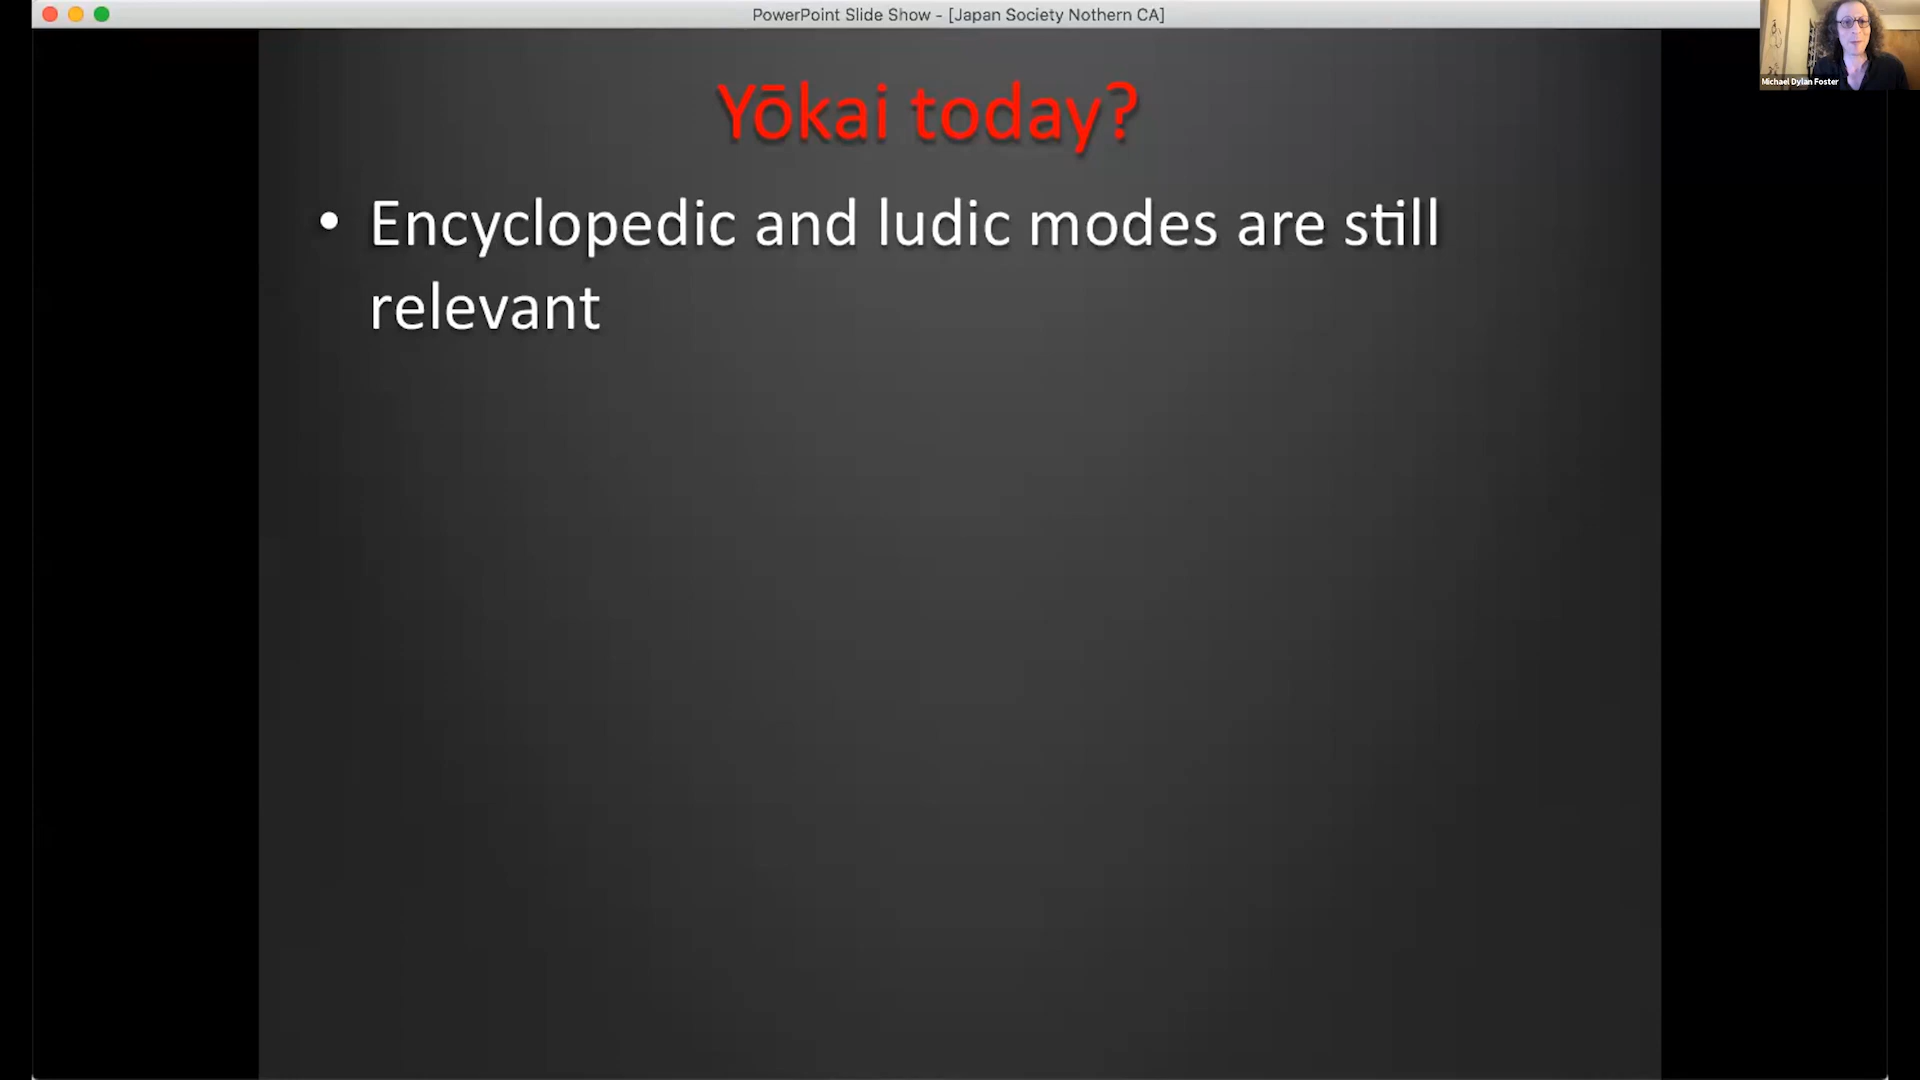 PowerPoint Slide Show - [Japan Society Nothern CA]
Michael Dylan Foster
Yōkai today?
• Encyclopedic and ludic modes are still
relevant